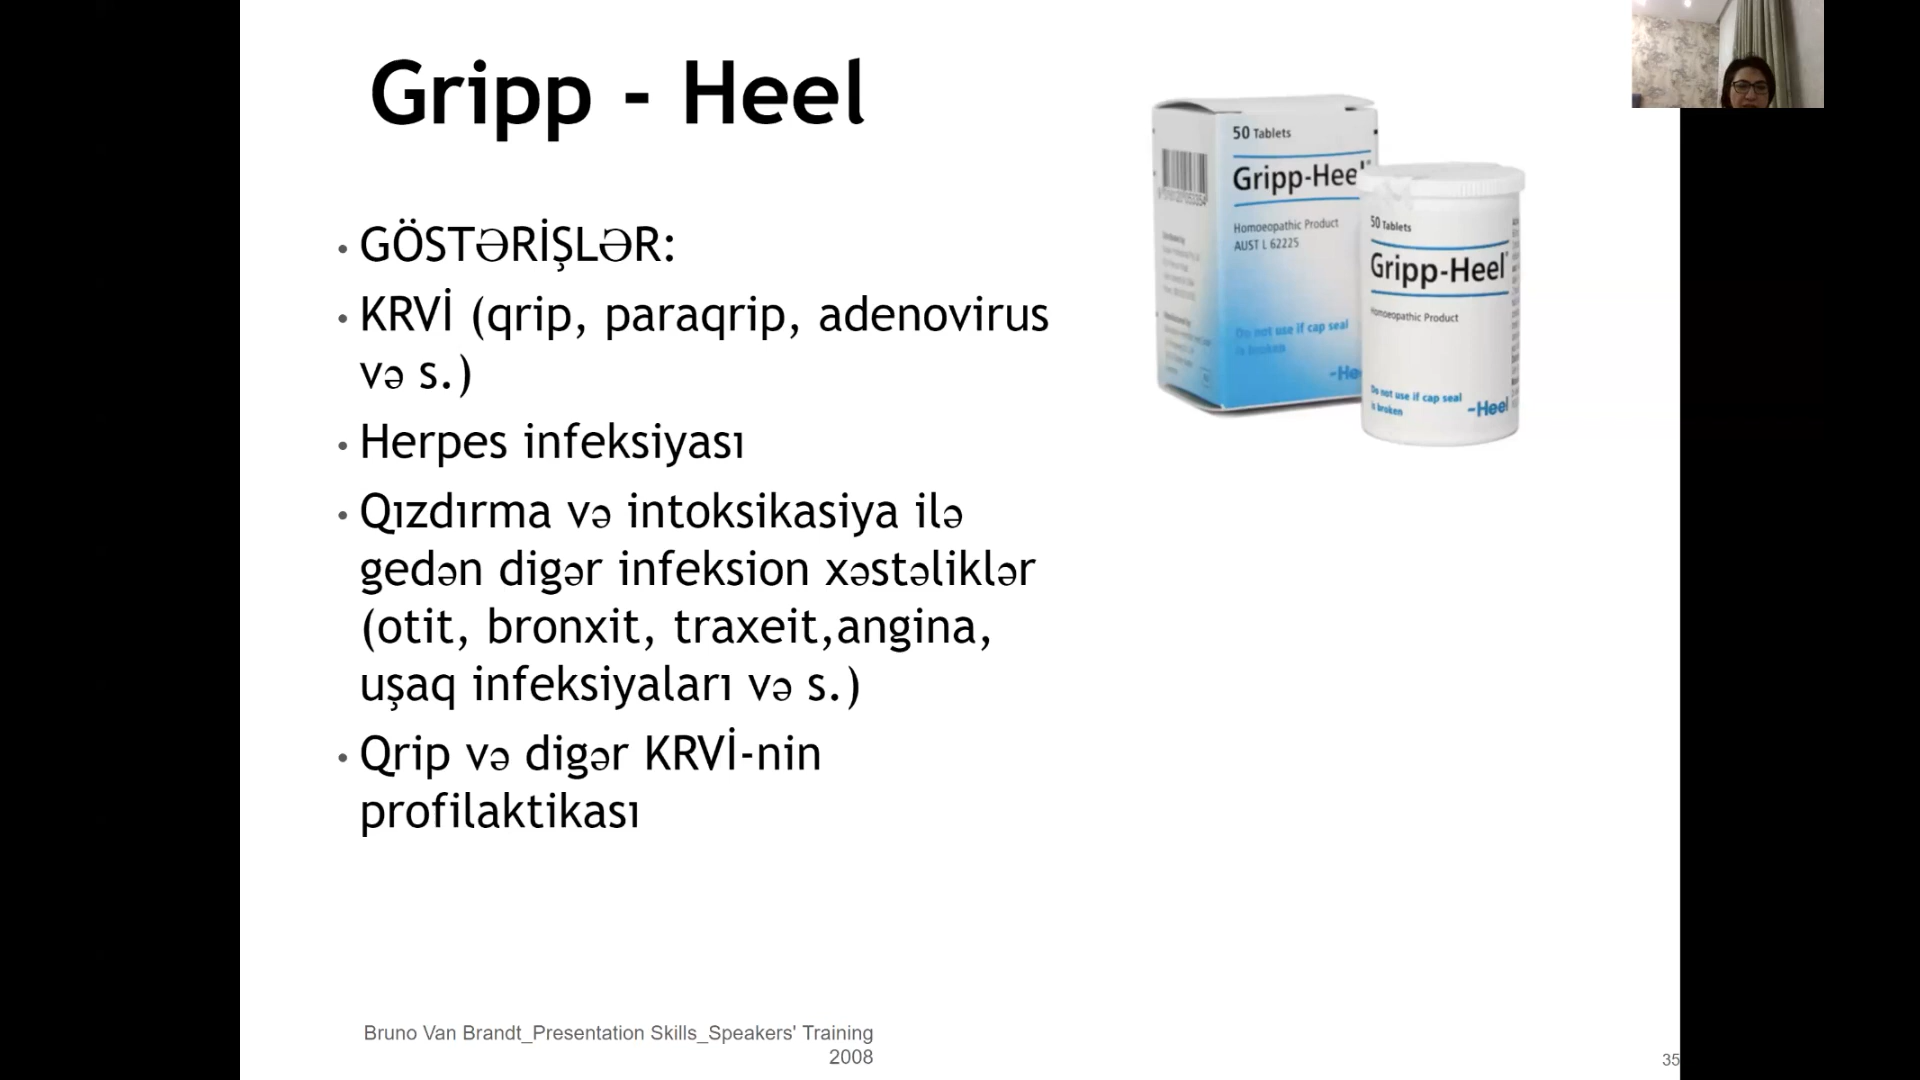 Gripp - Heel
• GÖSTƏRİŞLƏR:
• KRVİ (qrip, paraqrip, adenovirus
və s.)
• Herpes infeksiyası
• Qızdırma və intoksikasiya ilə
gedən digər infeksion xəstəliklər
(otit, bronxit, traxeit,angina,
uşaq infeksiyaları və s.)
• Qrip və digər KRVİ-nin
profilaktikası
50 Tablets
Gripp-Heel
Homoeopathic Product
AUST L 62225
Do not use if cap seal
is broken
-Heel
50 Tablets
Gripp-Heel
Homoeopathic Product
Do not use if cap seal
is broken
-Heel
Bruno Van Brandt_Presentation Skills_Speakers' Training
2008
35